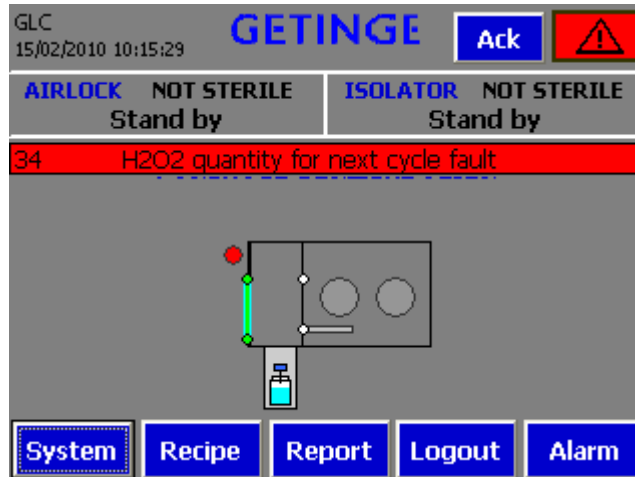 GLC
15/02/2010 10:15:29
GETINGE
Ack
AIRLOCK NOT STERILE
Stand by
ISOLATOR NOT STERILE
Stand by
34 H2O2 quantity for next cycle fault
System
Recipe
Report
Logout
Alarm